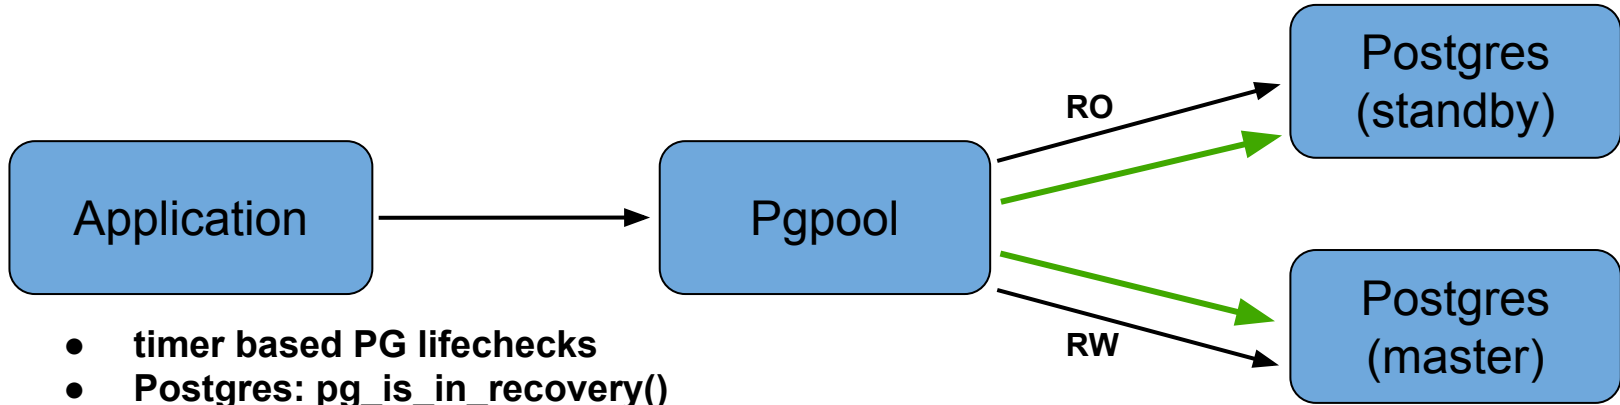 Application
Pgpool
RO
RW
Postgres
(standby)
Postgres
(master)
● timer based PG lifechecks
● Postgres: pg_is_in_recovery()